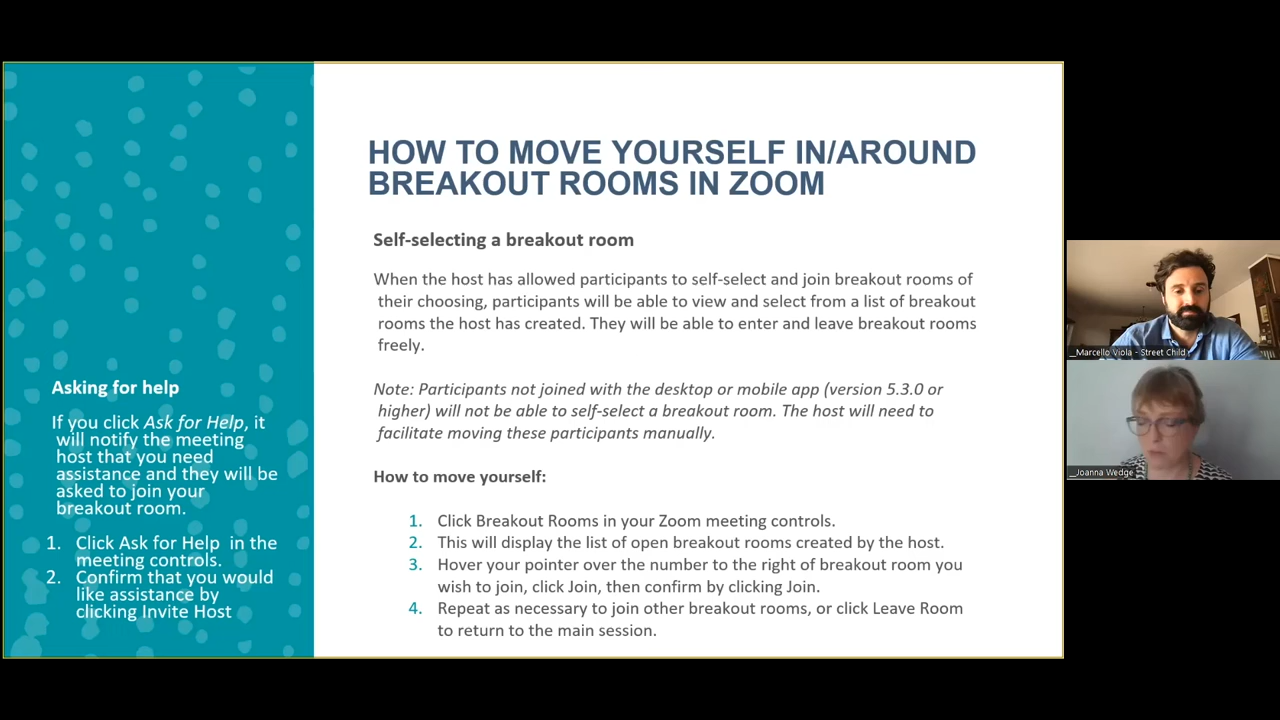 HOW TO MOVE YOURSELF IN/AROUND
BREAKOUT ROOMS IN ZOOM
Self-selecting a breakout room
When the host has allowed participants to self-select and join breakout rooms of
their choosing, participants will be able to view and select from a list of breakout
rooms the host has created. They will be able to enter and leave breakout rooms
freely.
Note: Participants not joined with the desktop or mobile app (version 5.3.0 or
higher) will not be able to self-select a breakout room. The host will need to
facilitate moving these participants manually.
How to move yourself:
1. Click Breakout Rooms in your Zoom meeting controls.
2. This will display the list of open breakout rooms created by the host.
3. Hover your pointer over the number to the right of breakout room you
wish to join, click Join, then confirm by clicking Join.
4. Repeat as necessary to join other breakout rooms, or click Leave Room
to return to the main session.
Asking for help
If you click Ask for Help, it
will notify the meeting
host that you need
assistance and they will be
asked to join your
breakout room.
1. Click Ask for Help in the
meeting controls.
2. Confirm that you would
like assistance by
clicking Invite Host
_Marcello Viola - Street Child
_Joanna Wedge